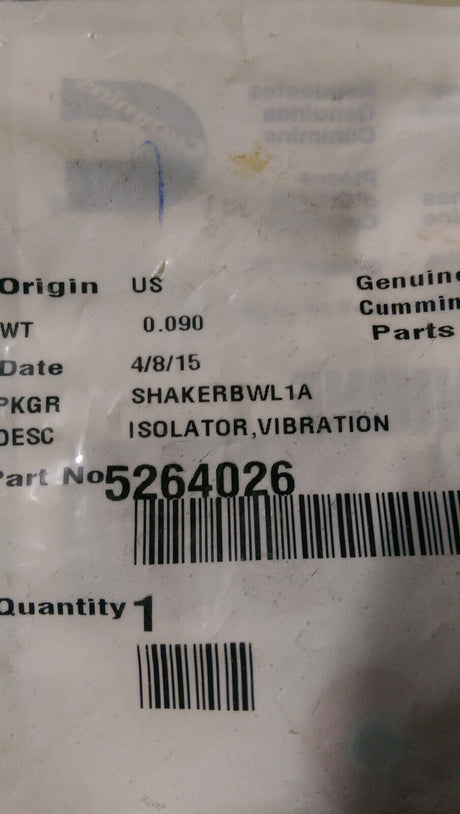 Origin US
Genuine
Cummin
WT 0.090
Parts
Date 4/8/15
PKGR SHAKERBWL1A
DESC ISOLATOR,VIBRATION
Part No 5264026
Quantity 1